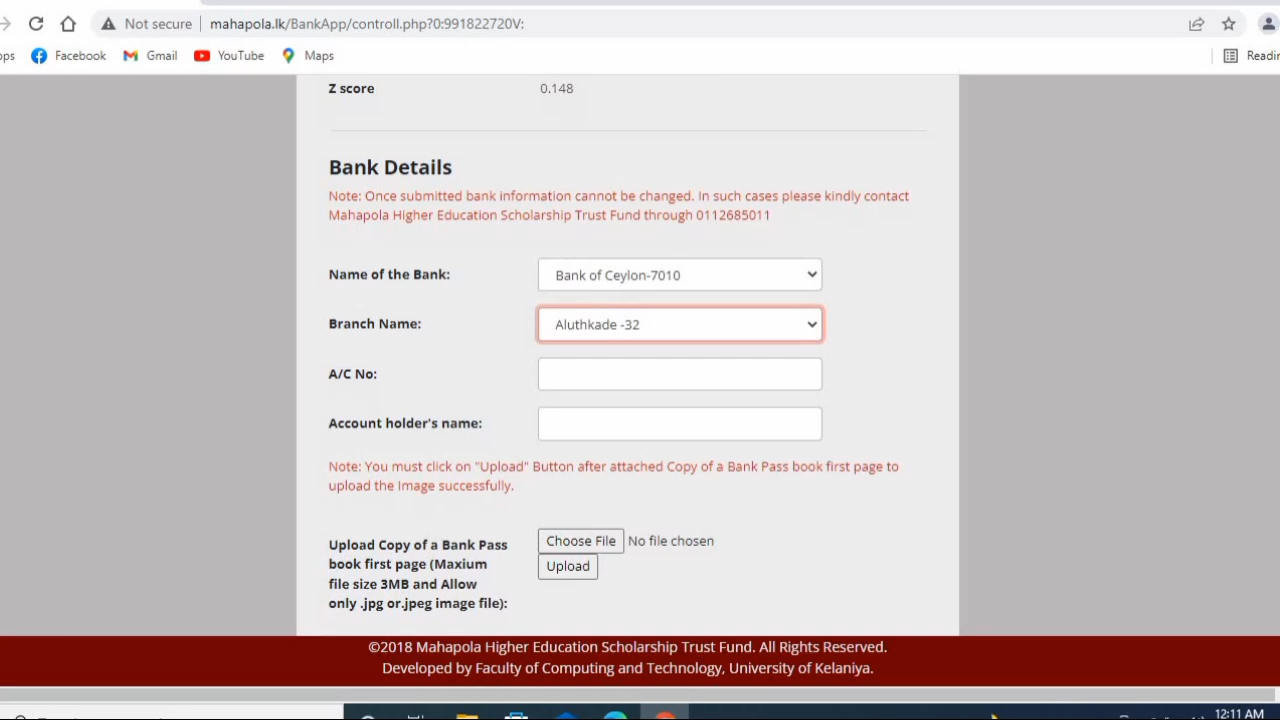 Not secure mahapola.lk/BankApp/controll.php?0:991822720V:
ops Facebook Gmail YouTube Maps Readin
Z score 0.148
Bank Details
Note: Once submitted bank information cannot be changed. In such cases please kindly contact
Mahapola Higher Education Scholarship Trust Fund through 0112685011
Name of the Bank: Bank of Ceylon-7010
Branch Name: Aluthkade -32
A/C No:
Account holder's name:
Note: You must click on "Upload" Button after attached Copy of a Bank Pass book first page to
upload the Image successfully.
Upload Copy of a Bank Pass
book first page (Maxium
file size 3MB and Allow
only .jpg or.jpeg image file):
Choose File No file chosen
Upload
©2018 Mahapola Higher Education Scholarship Trust Fund. All Rights Reserved.
Developed by Faculty of Computing and Technology, University of Kelaniya.
12:11 AM